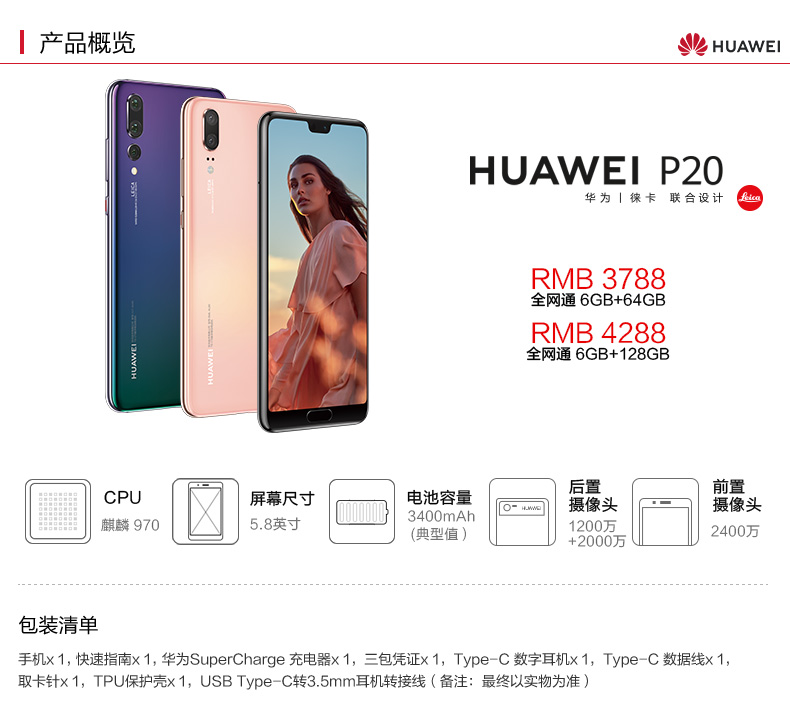 产品概览
HUAWEI
HUAWEI P20
华为 | 徕卡 联合设计
Leica
RMB 3788
全网通 6GB+64GB
RMB 4288
全网通 6GB+128GB
LEICA
HUAWEI
LEICA
HUAWEI
CPU
麒麟 970
屏幕尺寸
5.8英寸
电池容量
3400mAh
(典型值)
HUAWEI
后置
摄像头
1200万
+2000万
前置
摄像头
2400万
包装清单
手机x 1, 快速指南x 1, 华为SuperCharge 充电器x 1, 三包凭证x 1, Type-C 数字耳机x 1, Type-C 数据线x 1,
取卡针x 1, TPU保护壳x 1, USB Type-C转3.5mm耳机转接线 ( 备注: 最终以实物为准 )